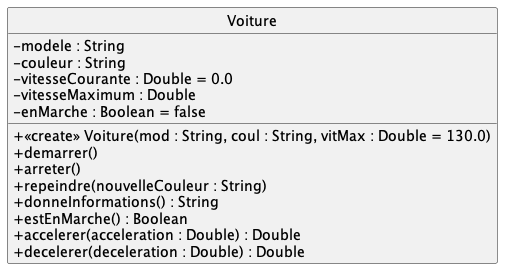 Voiture
-modele : String
-couleur : String
-vitesseCourante : Double = 0.0
-vitesseMaximum : Double
-enMarche : Boolean = false
+«create» Voiture(mod : String, coul : String, vitMax : Double = 130.0)
+demarrer()
+arreter()
+repeindre(nouvelleCouleur : String)
+donneInformations() : String
+estEnMarche() : Boolean
+accelerer(acceleration : Double) : Double
+decelerer(deceleration : Double) : Double